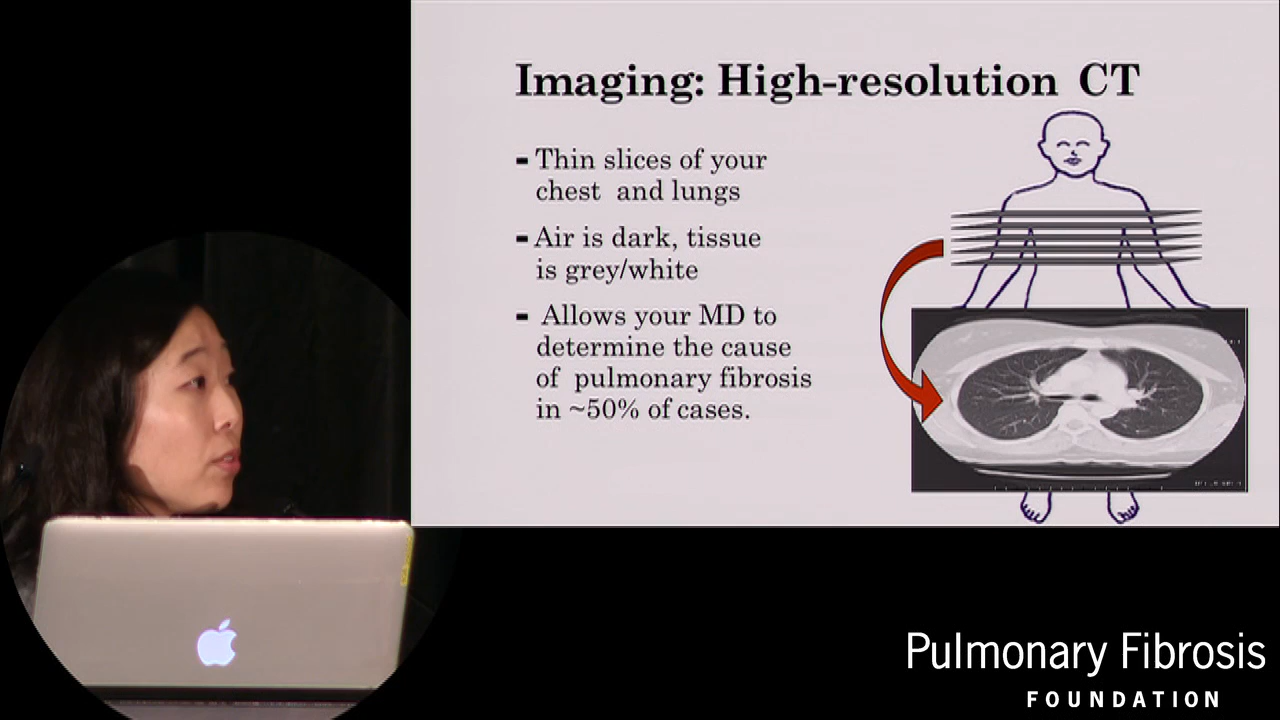 Imaging: High-resolution CT
- Thin slices of your
chest and lungs
- Air is dark, tissue
is grey/white
- Allows your MD to
determine the cause
of pulmonary fibrosis
in ~50% of cases.
Pulmonary Fibrosis
FOUNDATION